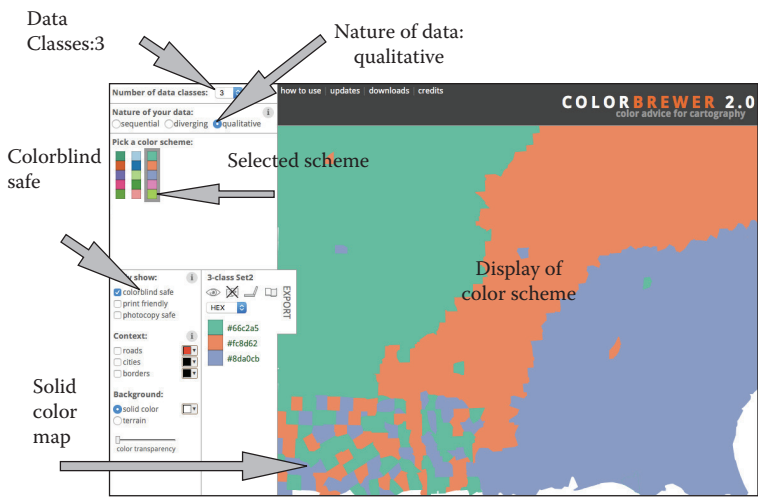 Data
Classes:3
Nature of data:
qualitative
Number of data classes: 3
how to use | updates | downloads | credits
COLORBREWER 2.0
color advice for cartography
Nature of your data:
sequential diverging qualitative
Pick a color scheme:
Colorblind
safe
Selected scheme
show:
colorblind safe
print friendly
photocopy safe
3-class Set2
EXPORT
HEX
#66c2a5
#fc8d62
#8da0cb
Display of
color scheme
Context:
roads
cities
borders
Background:
solid color
terrain
color transparency
Solid
color
map